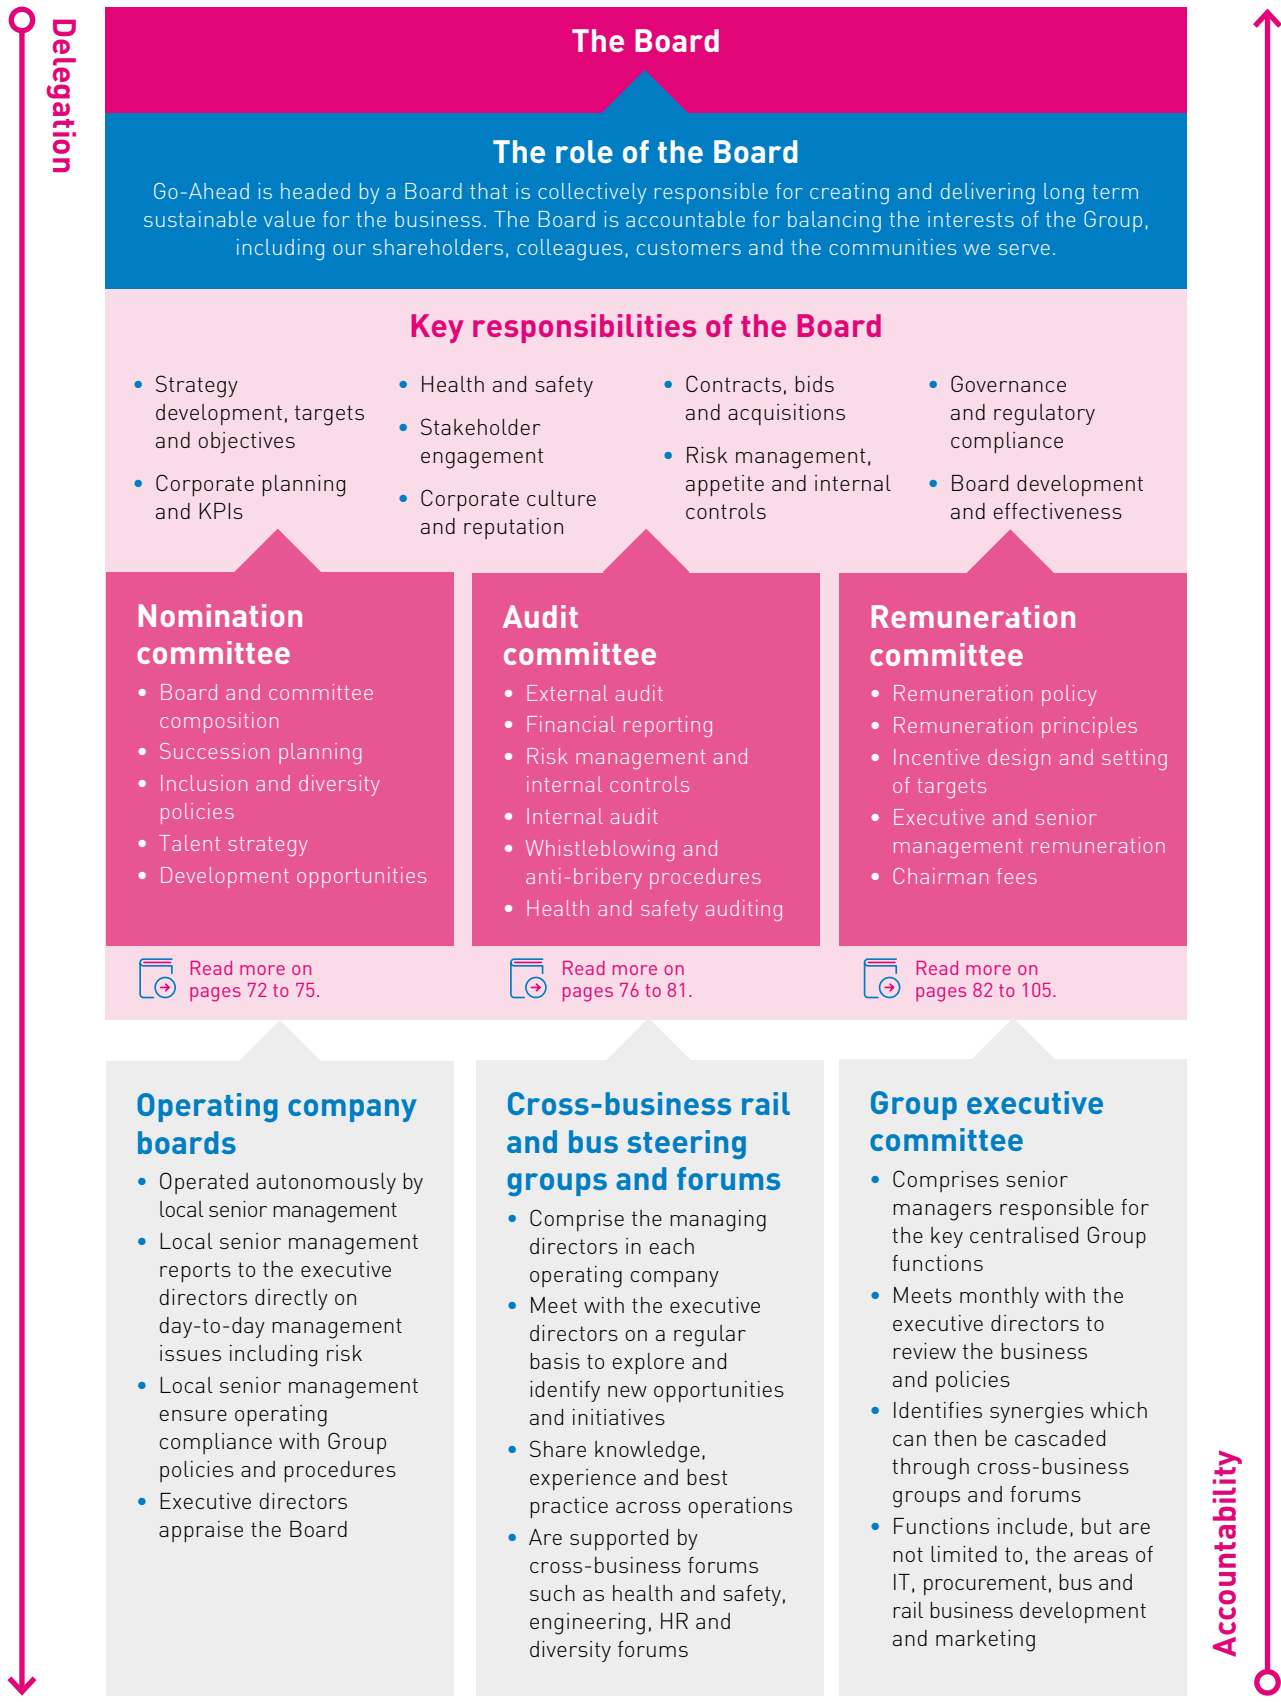 Delegation
The Board
The role of the Board
Go-Ahead is headed by a Board that is collectively responsible for creating and delivering long term
sustainable value for the business. The Board is accountable for balancing the interests of the Group,
including our shareholders, colleagues, customers and the communities we serve.
Key responsibilities of the Board
• Strategy
development, targets
and objectives
• Corporate planning
and KPIs
• Health and safety
• Stakeholder
engagement
• Corporate culture
and reputation
• Contracts, bids
and acquisitions
• Risk management,
appetite and internal
controls
• Governance
and regulatory
compliance
• Board development
and effectiveness
Nomination
committee
• Board and committee
composition
• Succession planning
• Inclusion and diversity
policies
• Talent strategy
• Development opportunities
Read more on
pages 72 to 75.
Audit
committee
• External audit
• Financial reporting
• Risk management and
internal controls
• Internal audit
• Whistleblowing and
anti-bribery procedures
• Health and safety auditing
Read more on
pages 76 to 81.
Remuneration
committee
• Remuneration policy
• Remuneration principles
• Incentive design and setting
of targets
• Executive and senior
management remuneration
• Chairman fees
Read more on
pages 82 to 105.
Operating company
boards
• Operated autonomously by
local senior management
• Local senior management
reports to the executive
directors directly on
day-to-day management
issues including risk
• Local senior management
ensure operating
compliance with Group
policies and procedures
• Executive directors
appraise the Board
Cross-business rail
and bus steering
groups and forums
• Comprise the managing
directors in each
operating company
• Meet with the executive
directors on a regular
basis to explore and
identify new opportunities
and initiatives
• Share knowledge,
experience and best
practice across operations
• Are supported by
cross-business forums
such as health and safety,
engineering, HR and
diversity forums
Group executive
committee
• Comprises senior
managers responsible for
the key centralised Group
functions
• Meets monthly with the
executive directors to
review the business
and policies
• Identifies synergies which
can then be cascaded
through cross-business
groups and forums
• Functions include, but are
not limited to, the areas of
IT, procurement, bus and
rail business development
and marketing
Accountability